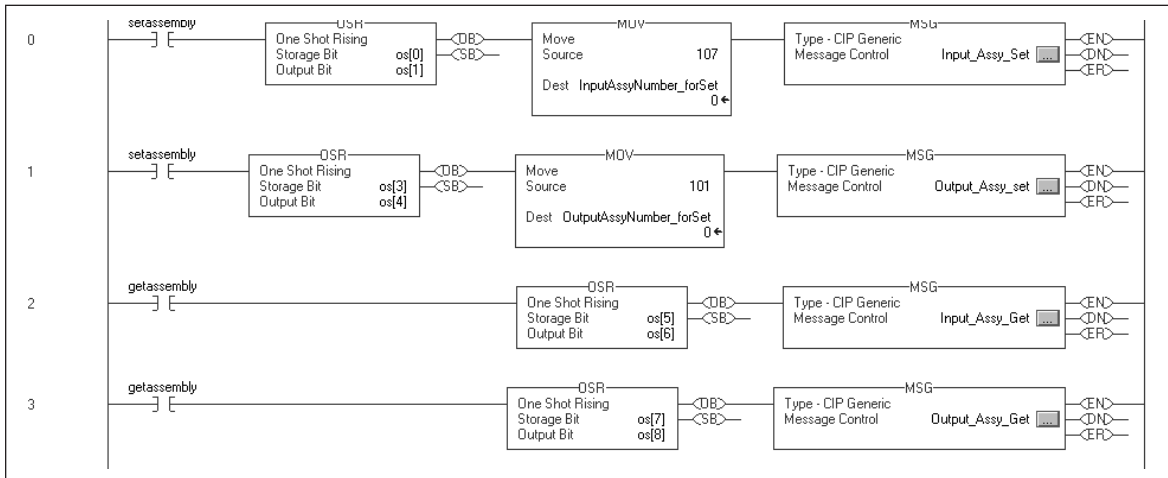 0
setassembly
OSR
One Shot Rising
Storage Bit os[0]
Output Bit os[1]
OB
SB
MOV
Move
Source 107
Dest InputAssyNumber_forSet
0
MSG
Type - CIP Generic
Message Control Input_Assy_Set ...
EN
DN
ER
1
setassembly
OSR
One Shot Rising
Storage Bit os[3]
Output Bit os[4]
OB
SB
MOV
Move
Source 101
Dest OutputAssyNumber_forSet
0
MSG
Type - CIP Generic
Message Control Output_Assy_set ...
EN
DN
ER
2
getassembly
OSR
One Shot Rising
Storage Bit os[5]
Output Bit os[6]
OB
SB
MSG
Type - CIP Generic
Message Control Input_Assy_Get ...
EN
DN
ER
3
getassembly
OSR
One Shot Rising
Storage Bit os[7]
Output Bit os[8]
OB
SB
MSG
Type - CIP Generic
Message Control Output_Assy_Get ...
EN
DN
ER